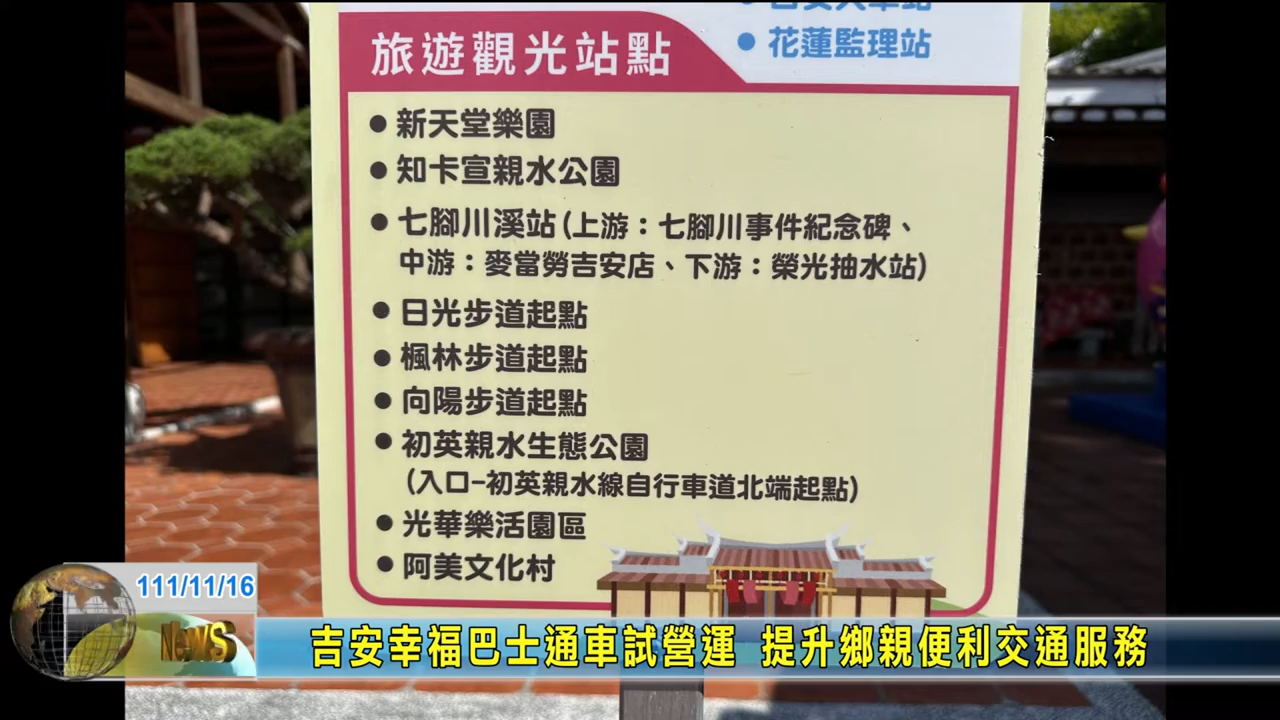 花蓮監理站
旅遊觀光站點
新天堂樂園
知卡宣親水公園
七腳川溪站(上游：七腳川事件紀念碑、
中游：麥當勞吉安店、下游：榮光抽水站)
日光步道起點
楓林步道起點
向陽步道起點
初英親水生態公園
(入口-初英親水線自行車道北端起點)
光華樂活園區
阿美文化村
111/11/16
NEWS
吉安幸福巴士通車試營運 提升鄉親便利交通服務